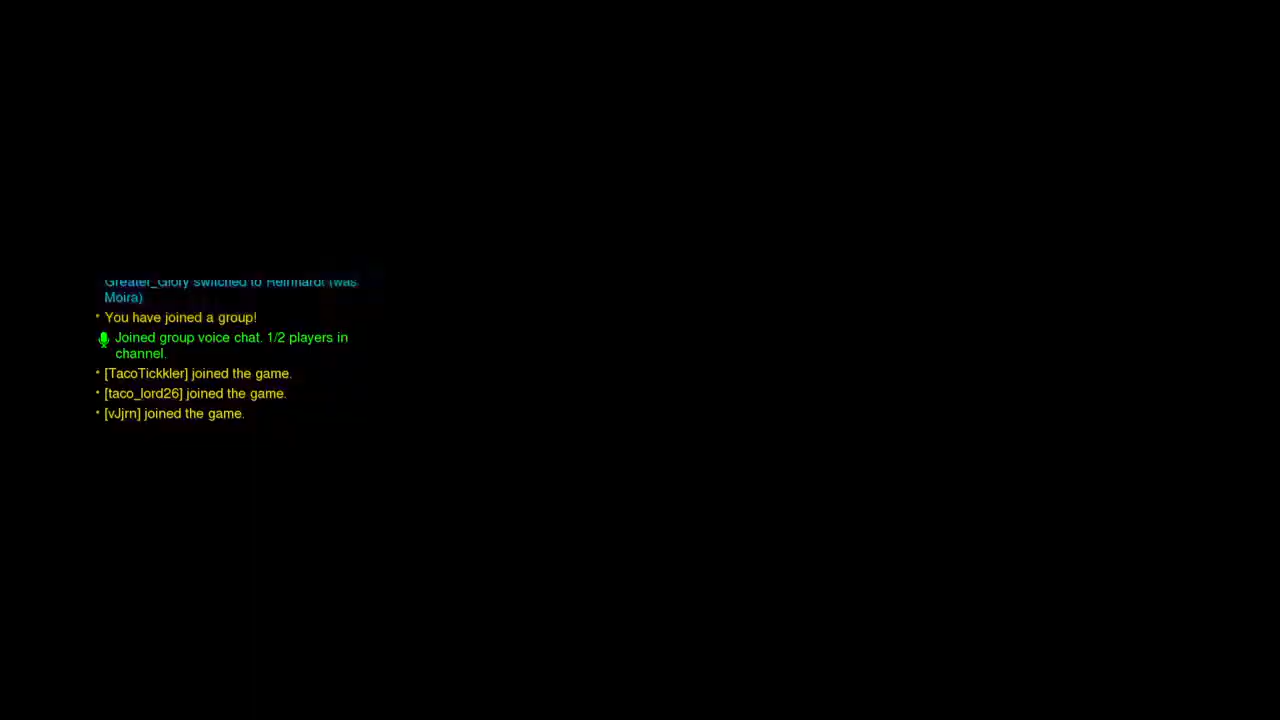 Greater_Glory switched to Reinhardt (was
Moira)
You have joined a group!
Joined group voice chat. 1/2 players in
channel.
[TacoTickkler] joined the game.
[taco_lord26] joined the game.
[vJjrn] joined the game.